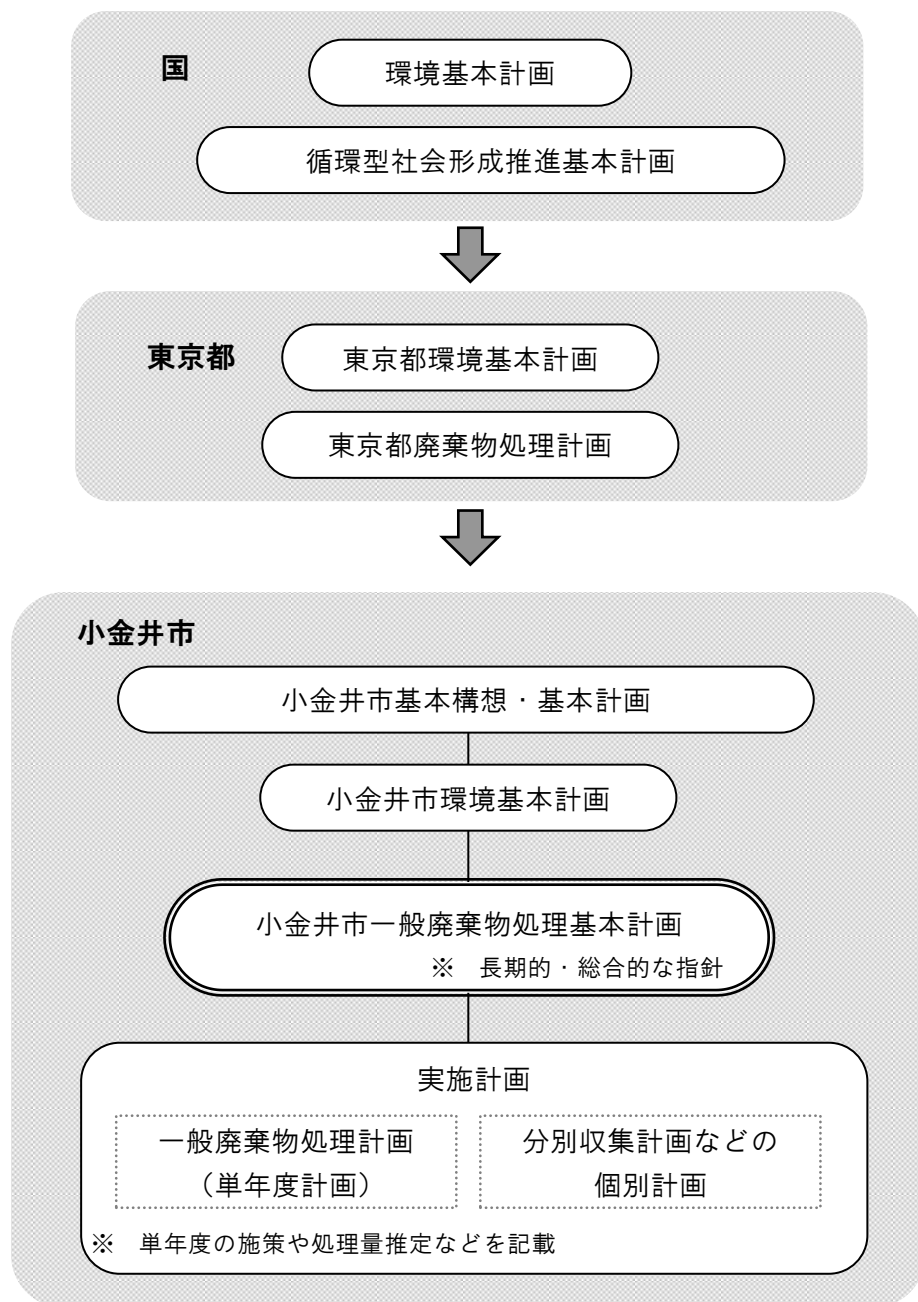 国
環境基本計画
循環型社会形成推進基本計画
東京都
東京都環境基本計画
東京都廃棄物処理計画
小金井市
小金井市基本構想・基本計画
小金井市環境基本計画
小金井市一般廃棄物処理基本計画
※　長期的・総合的な指針
実施計画
一般廃棄物処理計画
（単年度計画）
分別収集計画などの
個別計画
※　単年度の施策や処理量推定などを記載